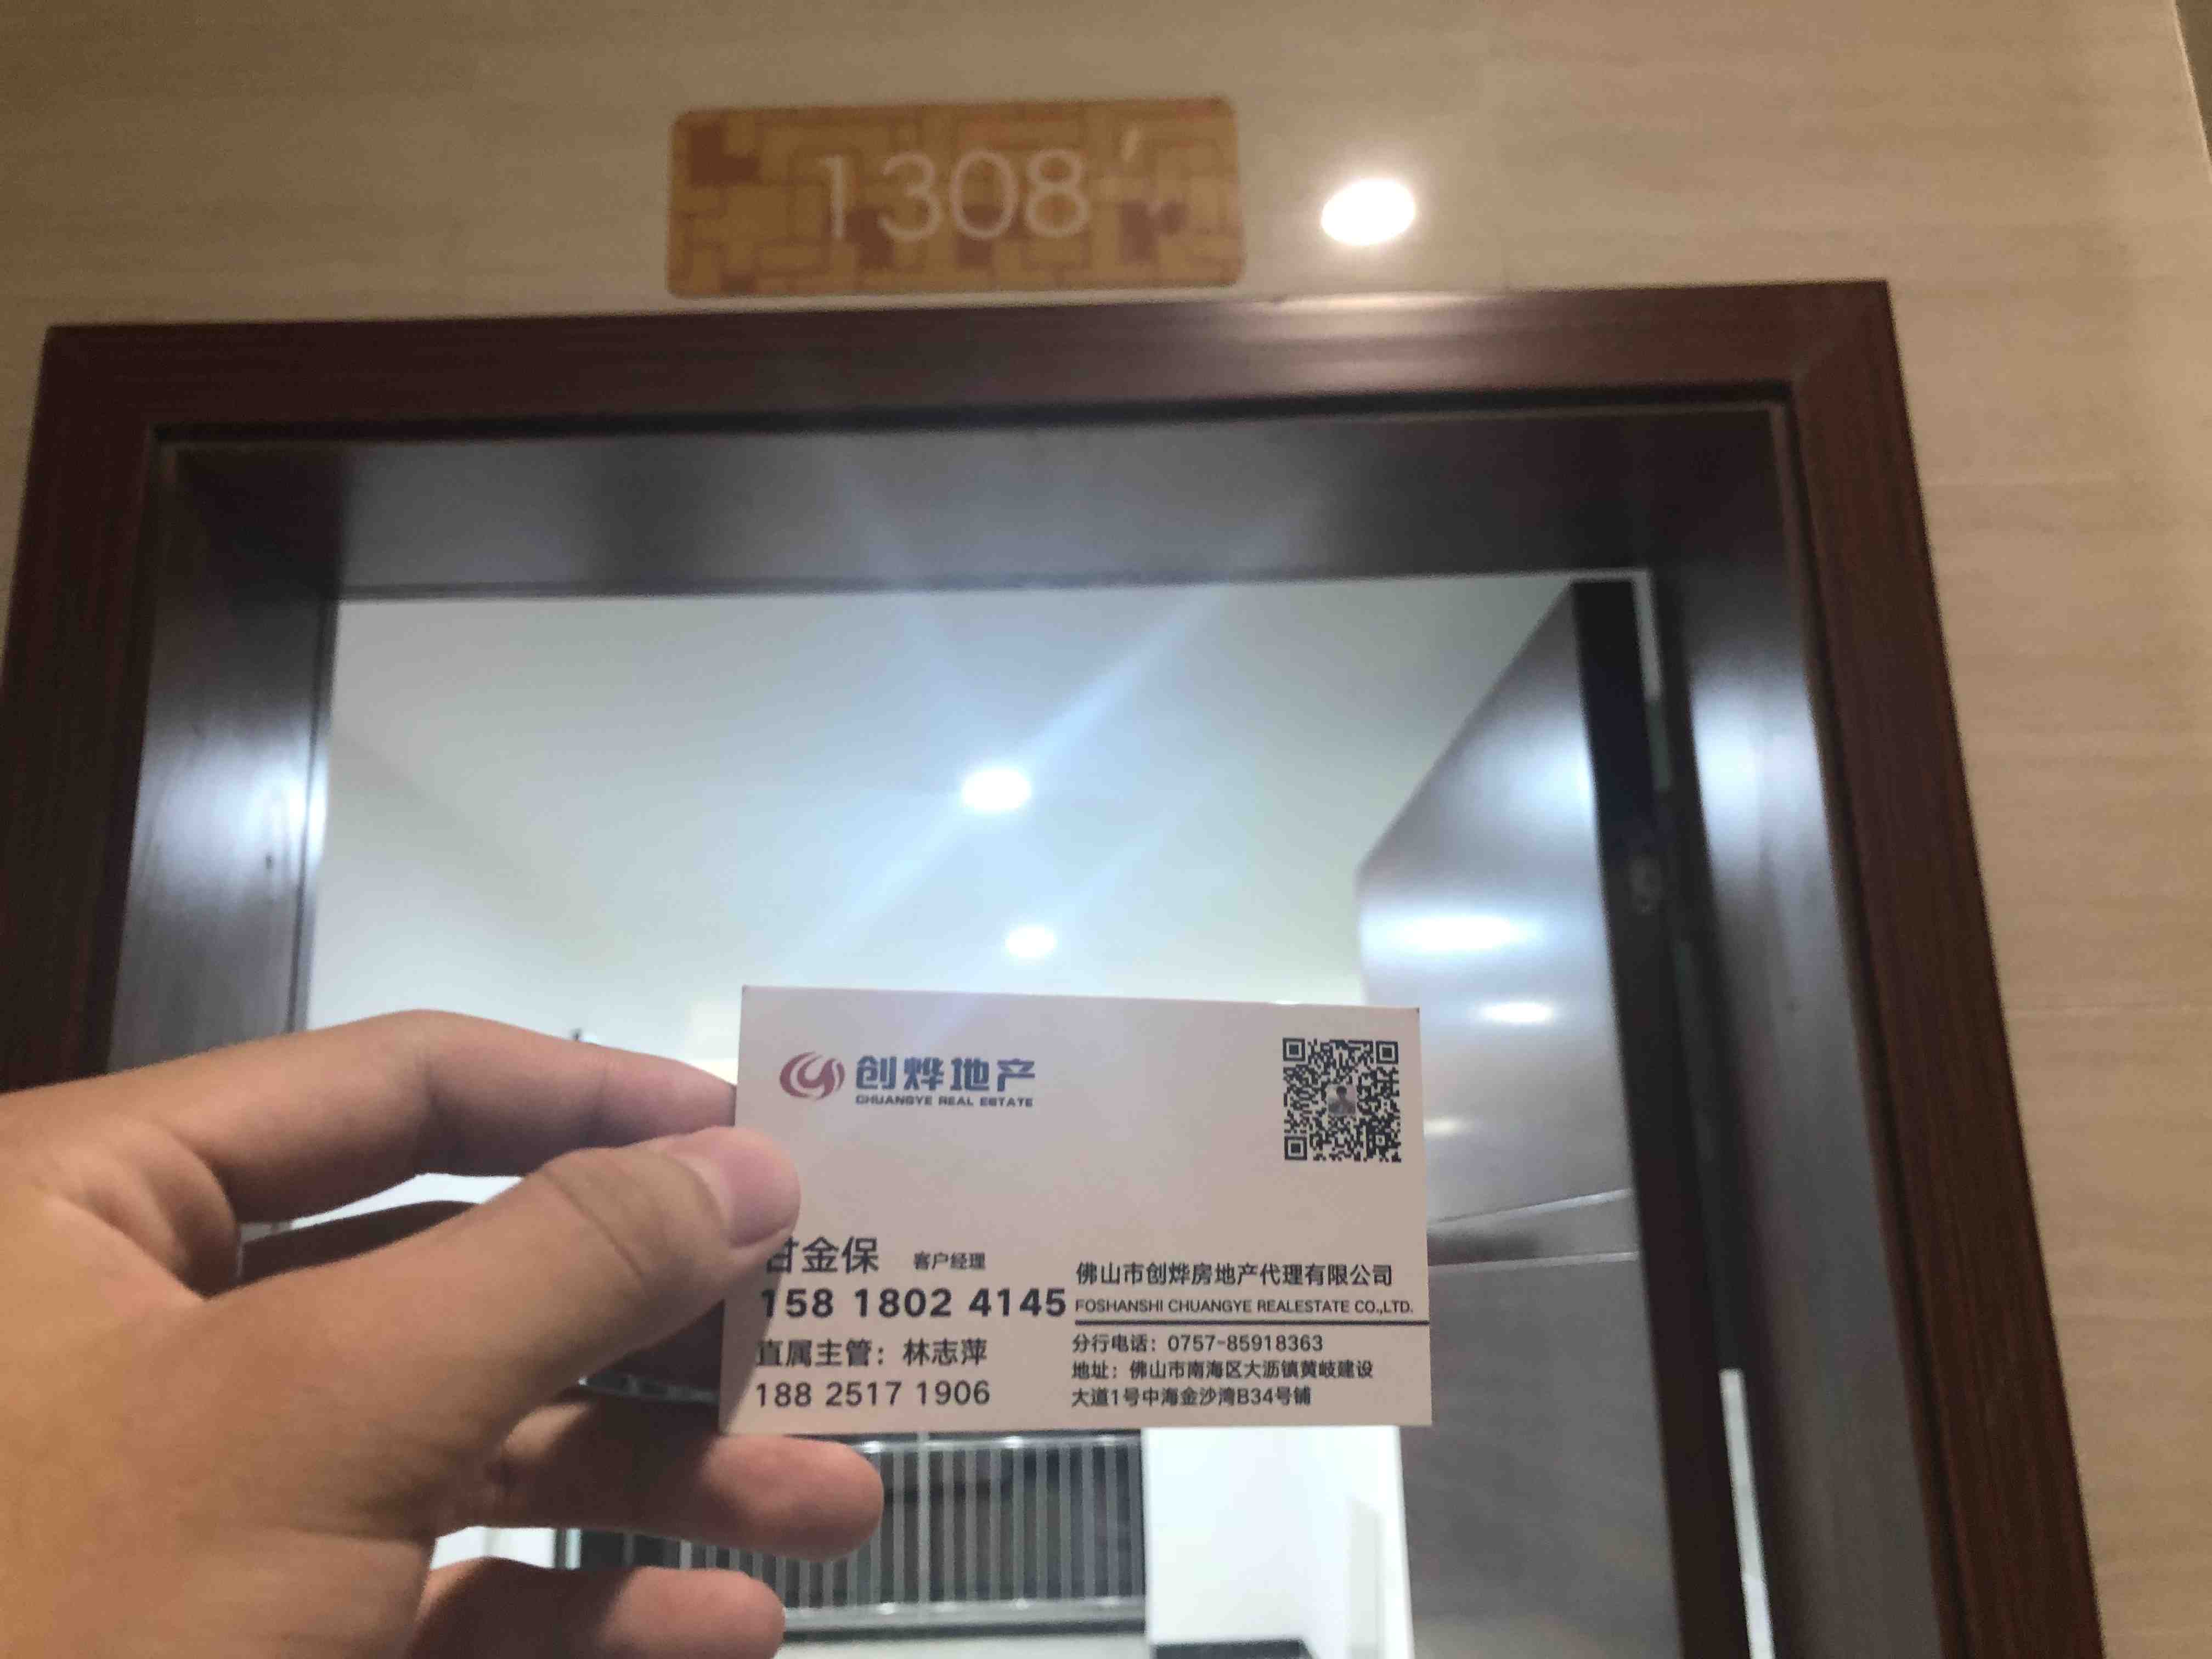 1308
创烨地产
CHUANGYE REAL ESTATE
甘金保 客户经理
158 1802 4145
直属主管：林志萍
188 2517 1906
佛山市创烨房地产代理有限公司
FOSHANSHI CHUANGYE REALESTATE CO.,LTD.
分行电话：0757-85918363
地址：佛山市南海区大沥镇黄岐建设
大道1号中海金沙湾B34号铺